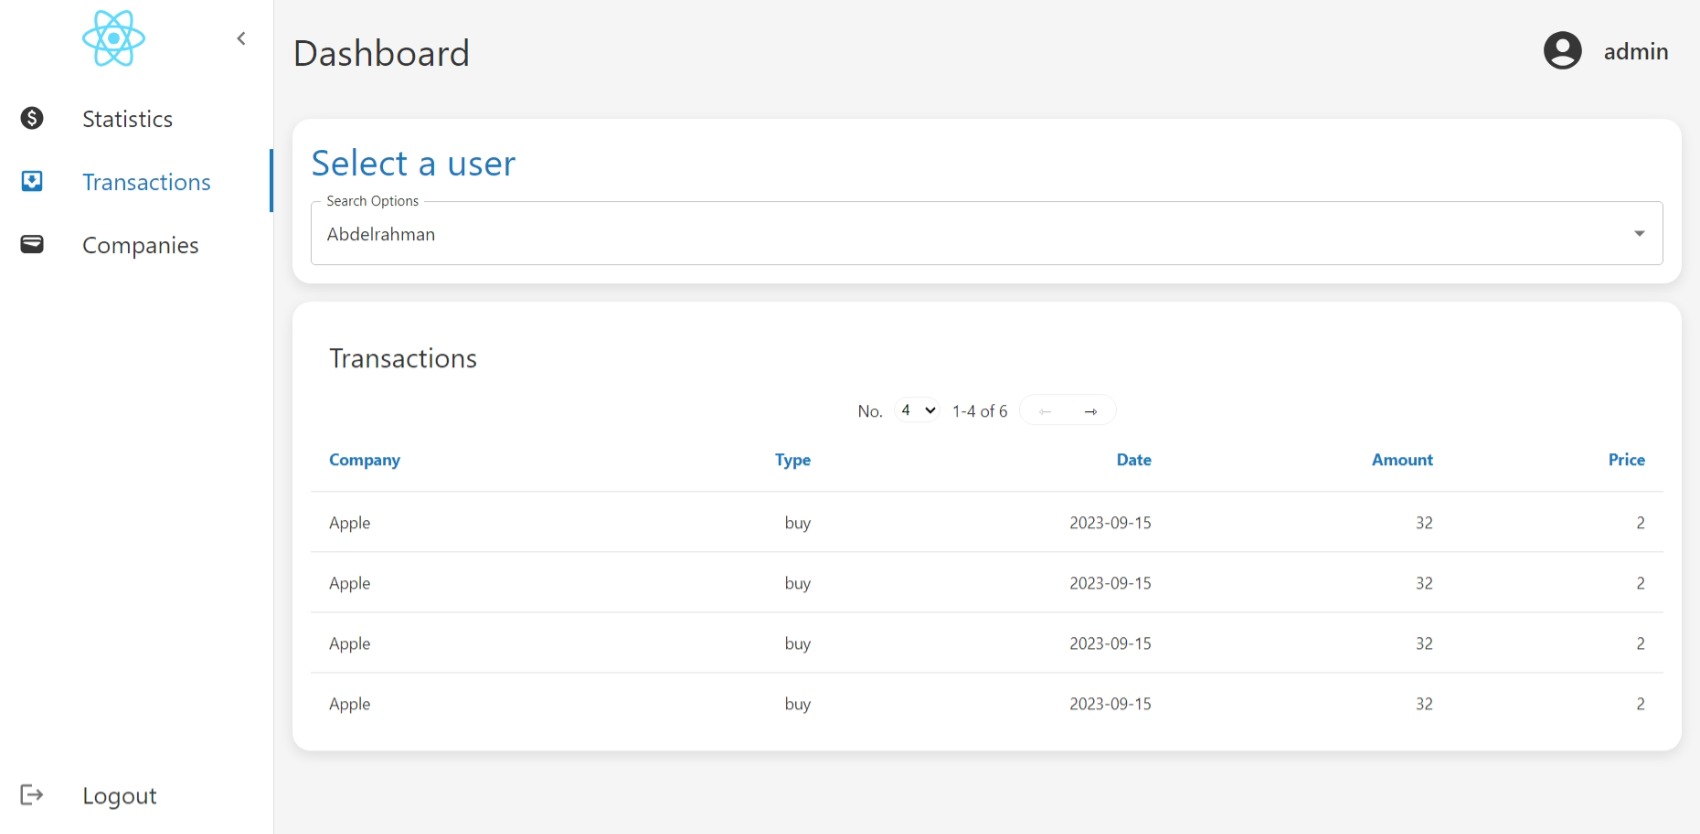 Dashboard
admin
Statistics
Transactions
Companies
Logout
Select a user
Search Options
Abdelrahman
Transactions
No. 4 1-4 of 6 ← →
Company Type Date Amount Price
Apple buy 2023-09-15 32 2
Apple buy 2023-09-15 32 2
Apple buy 2023-09-15 32 2
Apple buy 2023-09-15 32 2